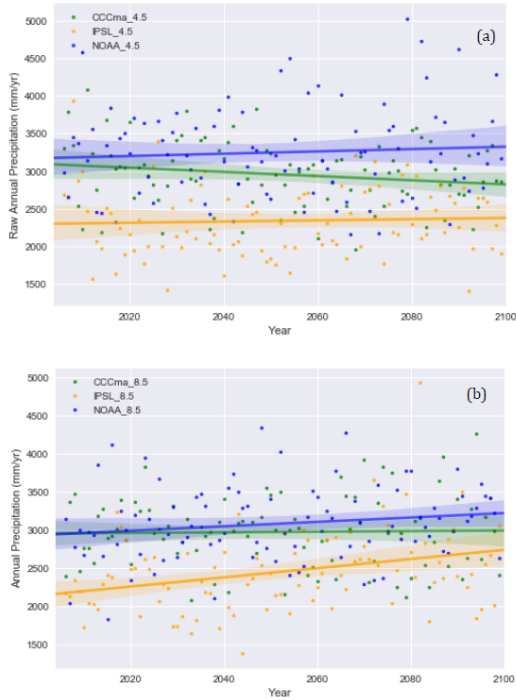 CCCma_4.5
IPSL_4.5
NOAA_4.5
(a)
5000
4500
4000
3500
3000
2500
2000
1500
Raw Annual Precipitation (mm/yr)
2020 2040 2060 2080 2100
Year
CCCma_8.5
IPSL_8.5
NOAA_8.5
(b)
5000
4500
4000
3500
3000
2500
2000
1500
Annual Precipitation (mm/yr)
2020 2040 2060 2080 2100
Year